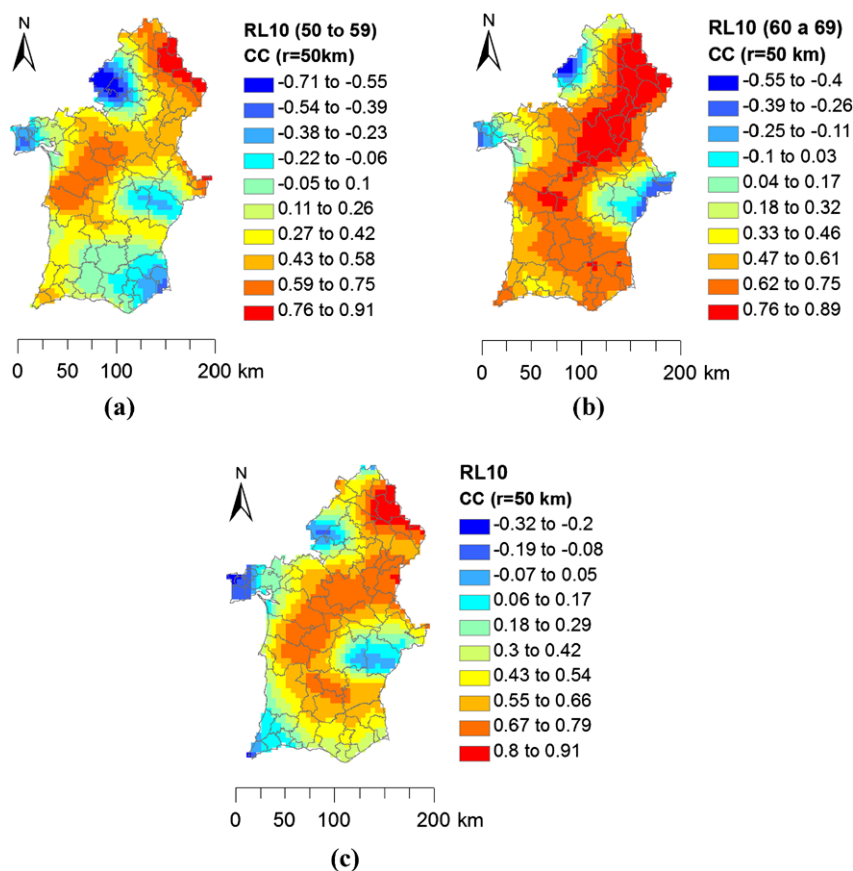 N
RL10 (50 to 59)
CC (r=50km)
-0.71 to -0.55
-0.54 to -0.39
-0.38 to -0.23
-0.22 to -0.06
-0.05 to 0.1
0.11 to 0.26
0.27 to 0.42
0.43 to 0.58
0.59 to 0.75
0.76 to 0.91
0 50 100 200 km
(a)
N
RL10 (60 a 69)
CC (r=50 km)
-0.55 to -0.4
-0.39 to -0.26
-0.25 to -0.11
-0.1 to 0.03
0.04 to 0.17
0.18 to 0.32
0.33 to 0.46
0.47 to 0.61
0.62 to 0.75
0.76 to 0.89
0 50 100 200 km
(b)
N
RL10
CC (r=50 km)
-0.32 to -0.2
-0.19 to -0.08
-0.07 to 0.05
0.06 to 0.17
0.18 to 0.29
0.3 to 0.42
0.43 to 0.54
0.55 to 0.66
0.67 to 0.79
0.8 to 0.91
0 50 100 200 km
(c)